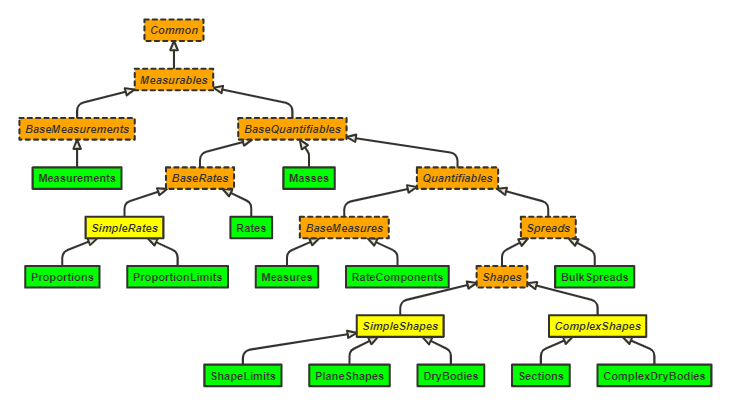 Common
Measurables
BaseMeasurements
BaseQuantifiables
Measurements
BaseRates
Masses
Quantifiables
SimpleRates
Rates
BaseMeasures
Spreads
Proportions
ProportionLimits
Measures
RateComponents
Shapes
BulkSpreads
SimpleShapes
ComplexShapes
ShapeLimits
PlaneShapes
DryBodies
Sections
ComplexDryBodies